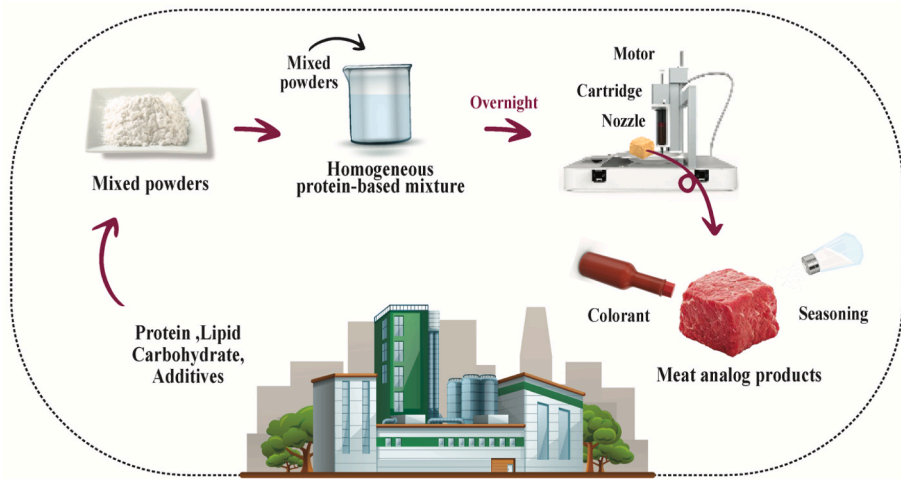 Protein ,Lipid
Carbohydrate,
Additives
Mixed powders
Mixed
powders
Homogeneous
protein-based mixture
Overnight
Motor
Cartridge
Nozzle
Colorant
Seasoning
Meat analog products